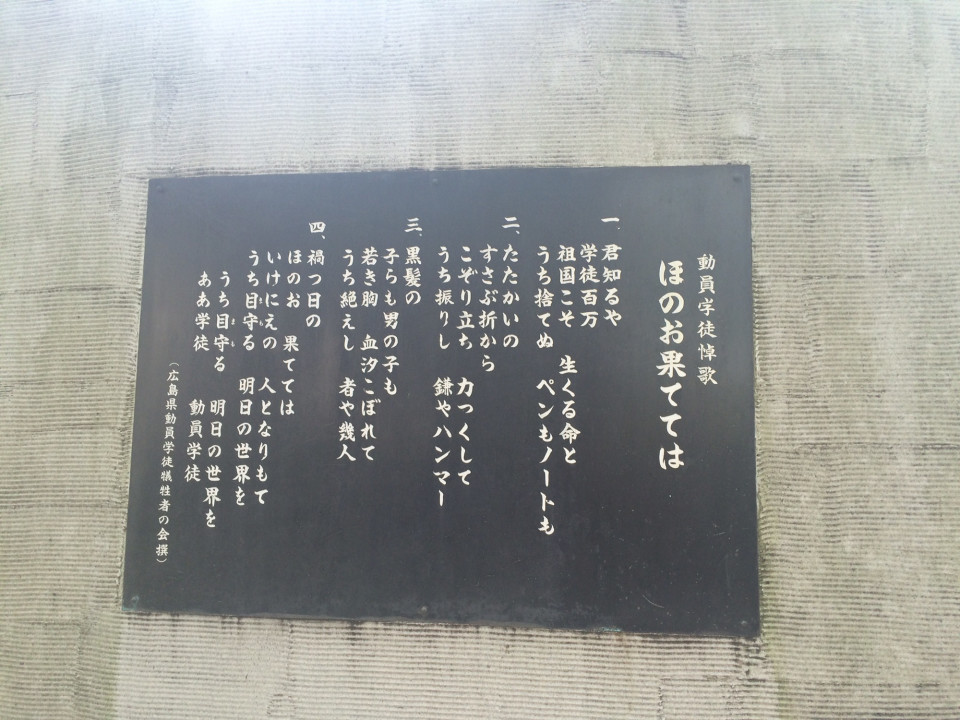 動員学徒悼歌
ほのお果てては
一、君知るや
学徒百万
祖国こそ 生くる命と
うち捨てぬ ペンもノートも
二、たたかいの
すさぶ折から
こぞり立ち 力つくして
うち振りし 鎌やハンマー
三、黒髪の
子らも男の子も
若き胸 血汐こぼれて
うち絶えし 者や幾人
四、禍つ日の
ほのお 果てては
いけにえの 人となりもて
うち目守る 明日の世界を
うち目守る 明日の世界を
ああ学徒 動員学徒
(広島県動員学徒犠牲者の会撰)